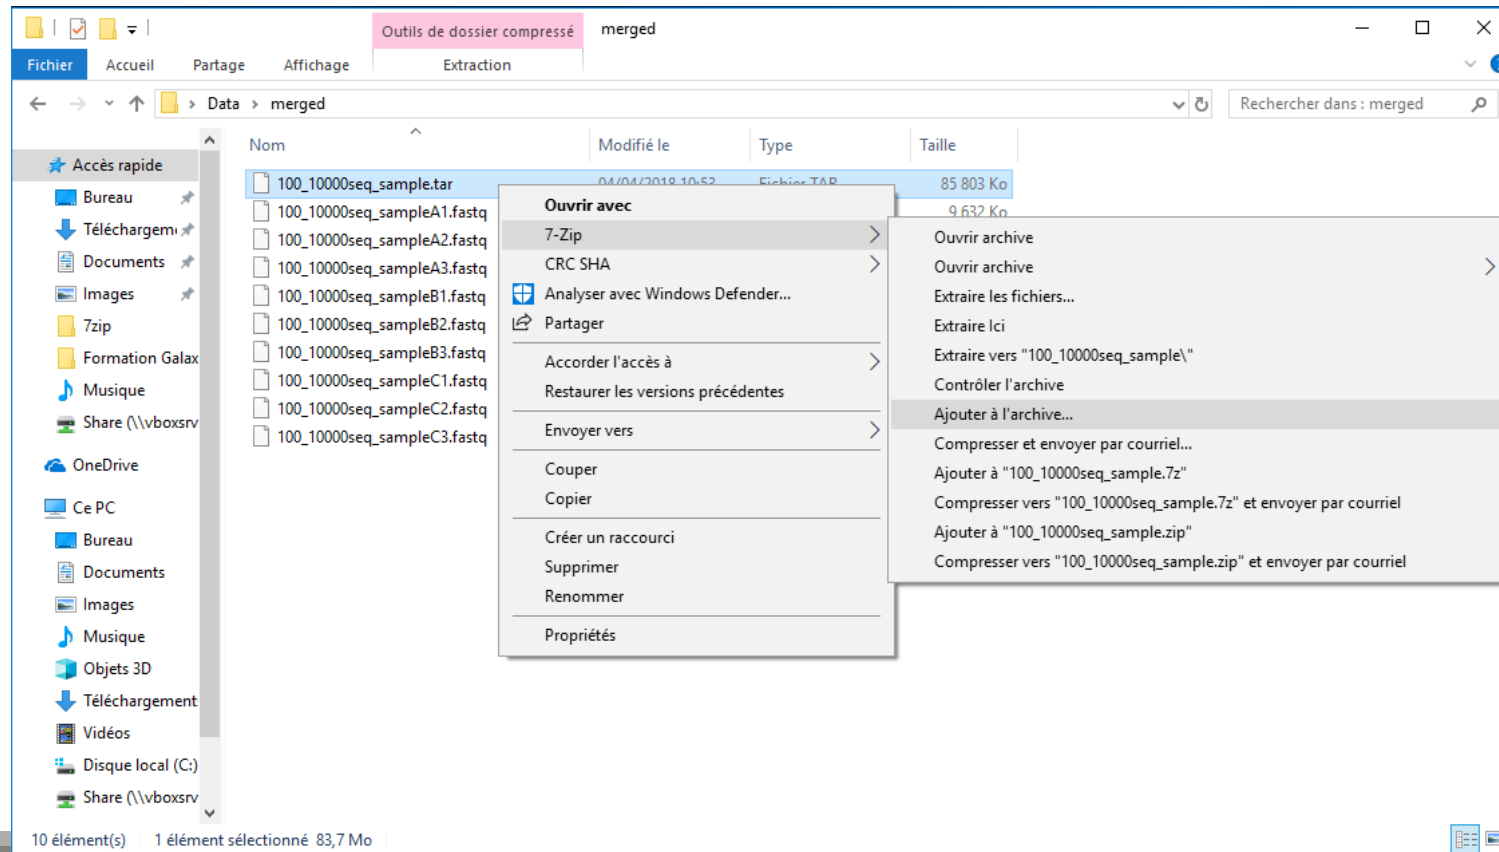 Outils de dossier compressé merged
Fichier Accueil Partage Affichage Extraction
Data > merged
Rechercher dans : merged
Nom Modifié le Type Taille
Accès rapide
Bureau
Téléchargem
Documents
Images
7zip
Formation Galax
Musique
Share (\\vboxsrv
OneDrive
Ce PC
Bureau
Documents
Images
Musique
Objets 3D
Téléchargement
Vidéos
Disque local (C:)
Share (\\vboxsrv
100_10000seq_sample.tar 04/04/2018 10:53 Fichier TAR 85 803 Ko
100_10000seq_sampleA1.fastq 9 632 Ko
100_10000seq_sampleA2.fastq
100_10000seq_sampleA3.fastq
100_10000seq_sampleB1.fastq
100_10000seq_sampleB2.fastq
100_10000seq_sampleB3.fastq
100_10000seq_sampleC1.fastq
100_10000seq_sampleC2.fastq
100_10000seq_sampleC3.fastq
Ouvrir avec
7-Zip
CRC SHA
Analyser avec Windows Defender...
Partager
Accorder l'accès à
Restaurer les versions précédentes
Envoyer vers
Couper
Copier
Créer un raccourci
Supprimer
Renommer
Propriétés
Ouvrir archive
Ouvrir archive
Extraire les fichiers...
Extraire Ici
Extraire vers "100_10000seq_sample\"
Contrôler l'archive
Ajouter à l'archive...
Compresser et envoyer par courriel...
Ajouter à "100_10000seq_sample.7z"
Compresser vers "100_10000seq_sample.7z" et envoyer par courriel
Ajouter à "100_10000seq_sample.zip"
Compresser vers "100_10000seq_sample.zip" et envoyer par courriel
10 élément(s) 1 élément sélectionné 83,7 Mo